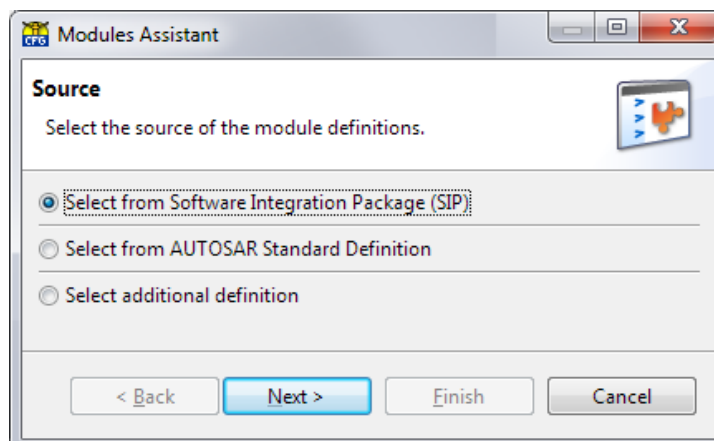 CFG Modules Assistant
Source
Select the source of the module definitions.
Select from Software Integration Package (SIP)
Select from AUTOSAR Standard Definition
Select additional definition
< Back Next > Finish Cancel